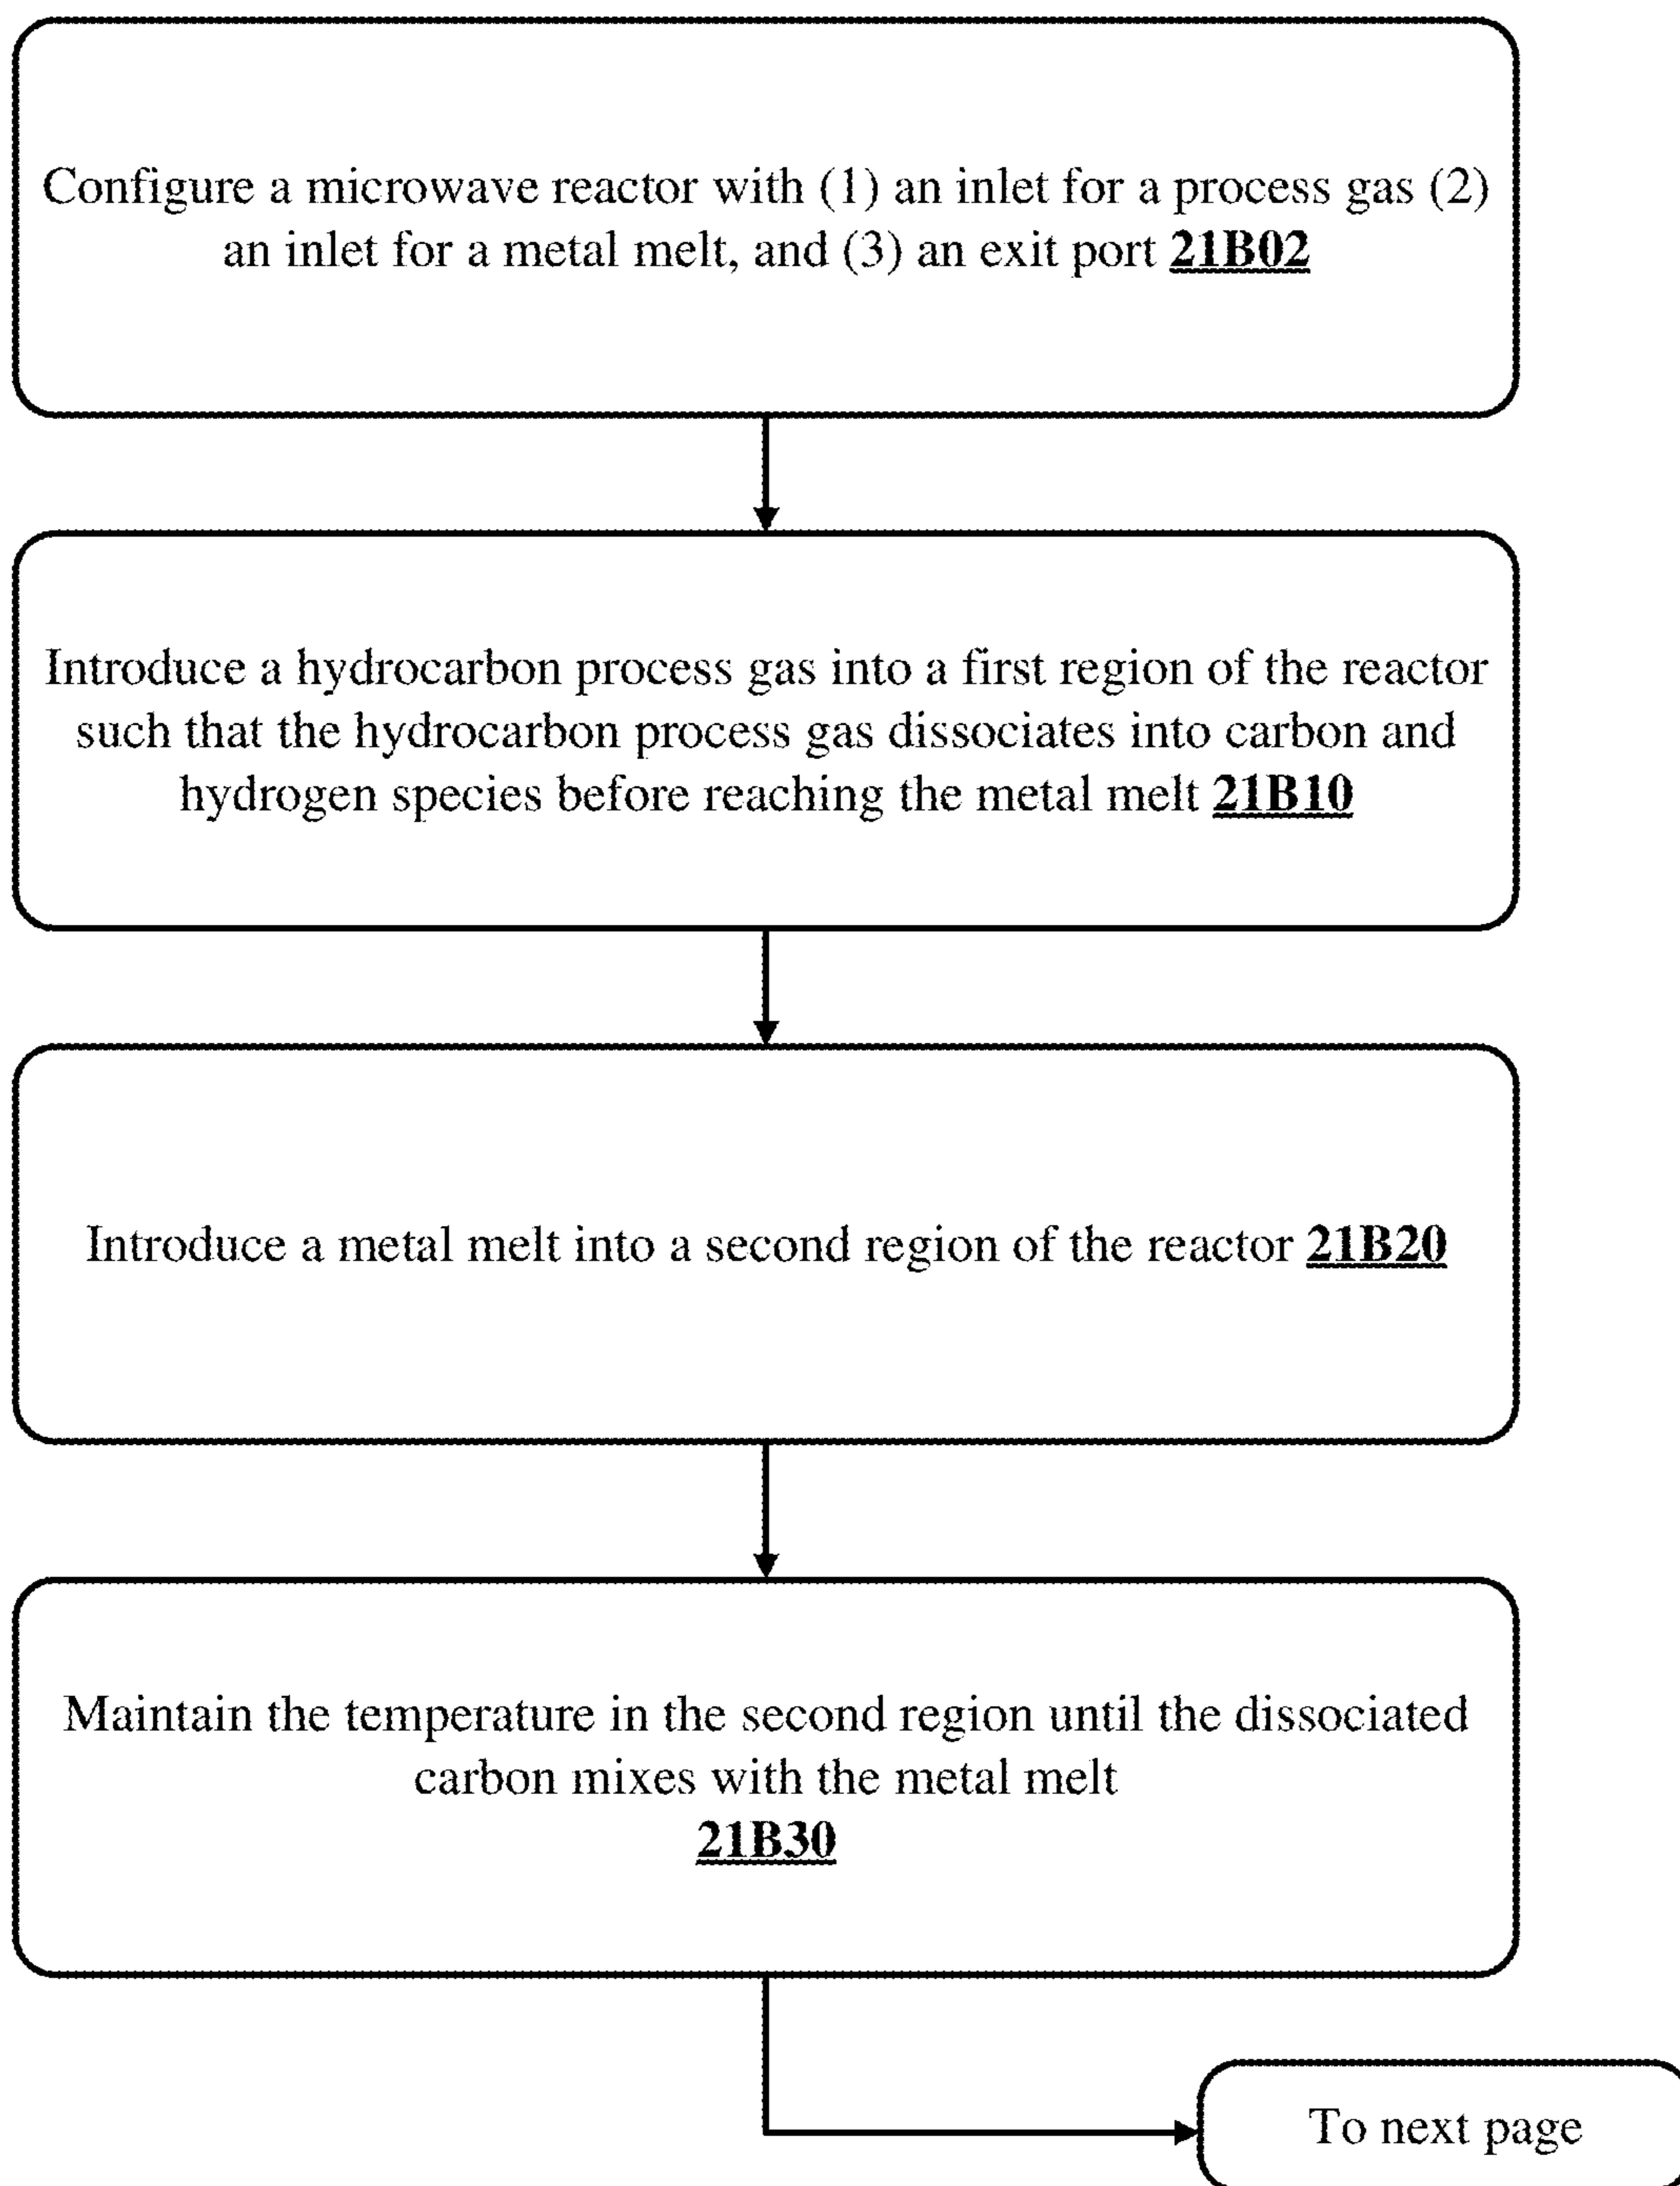 Configure a microwave reactor with (1) an inlet for a process gas (2)
an inlet for a metal melt, and (3) an exit port 21B02
Introduce a hydrocarbon process gas into a first region of the reactor
such that the hydrocarbon process gas dissociates into carbon and
hydrogen species before reaching the metal melt 21B10
Introduce a metal melt into a second region of the reactor 21B20
Maintain the temperature in the second region until the dissociated
carbon mixes with the metal melt
21B30
To next page